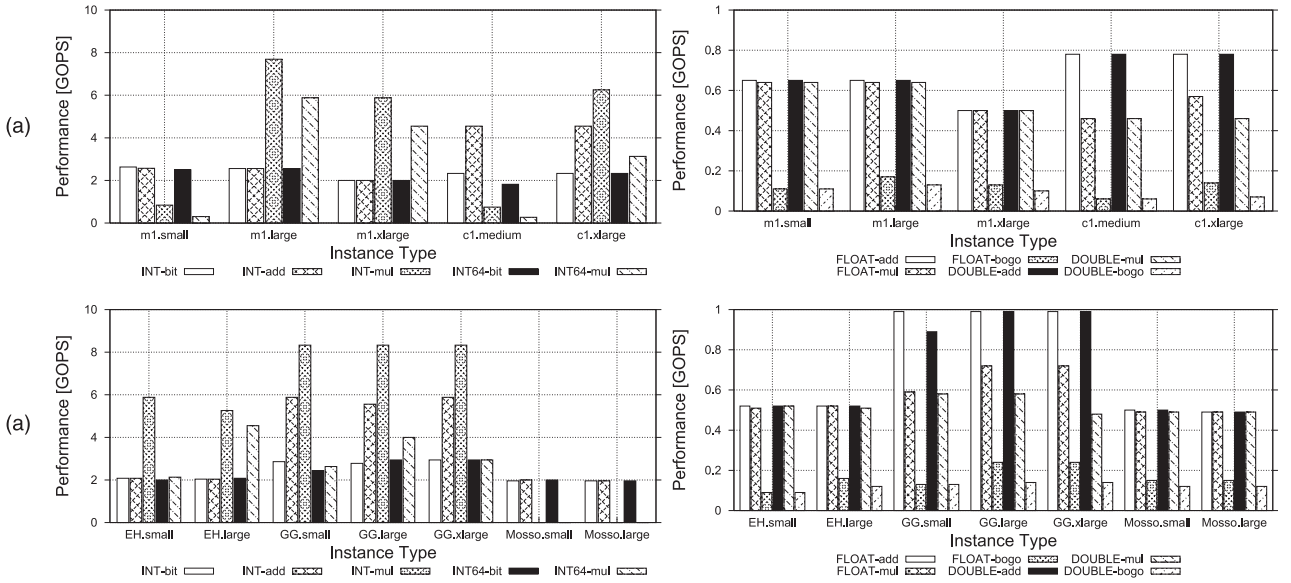 (a)
Performance [GOPS]
10
8
6
4
2
0
m1.small m1.large m1.xlarge c1.medium c1.xlarge
Instance Type
INT-bit INT-add INT-mul INT64-bit INT64-mul
Performance [GOPS]
1
0.8
0.6
0.4
0.2
0
m1.small m1.large m1.xlarge c1.medium c1.xlarge
Instance Type
FLOAT-add FLOAT-bogo DOUBLE-mul
FLOAT-mul DOUBLE-add DOUBLE-bogo
(a)
Performance [GOPS]
10
8
6
4
2
0
EH.small EH.large GG.small GG.large GG.xlarge Mosso.small Mosso.large
Instance Type
INT-bit INT-add INT-mul INT64-bit INT64-mul
Performance [GOPS]
1
0.8
0.6
0.4
0.2
0
EH.small EH.large GG.small GG.large GG.xlarge Mosso.small Mosso.large
Instance Type
FLOAT-add FLOAT-bogo DOUBLE-mul
FLOAT-mul DOUBLE-add DOUBLE-bogo